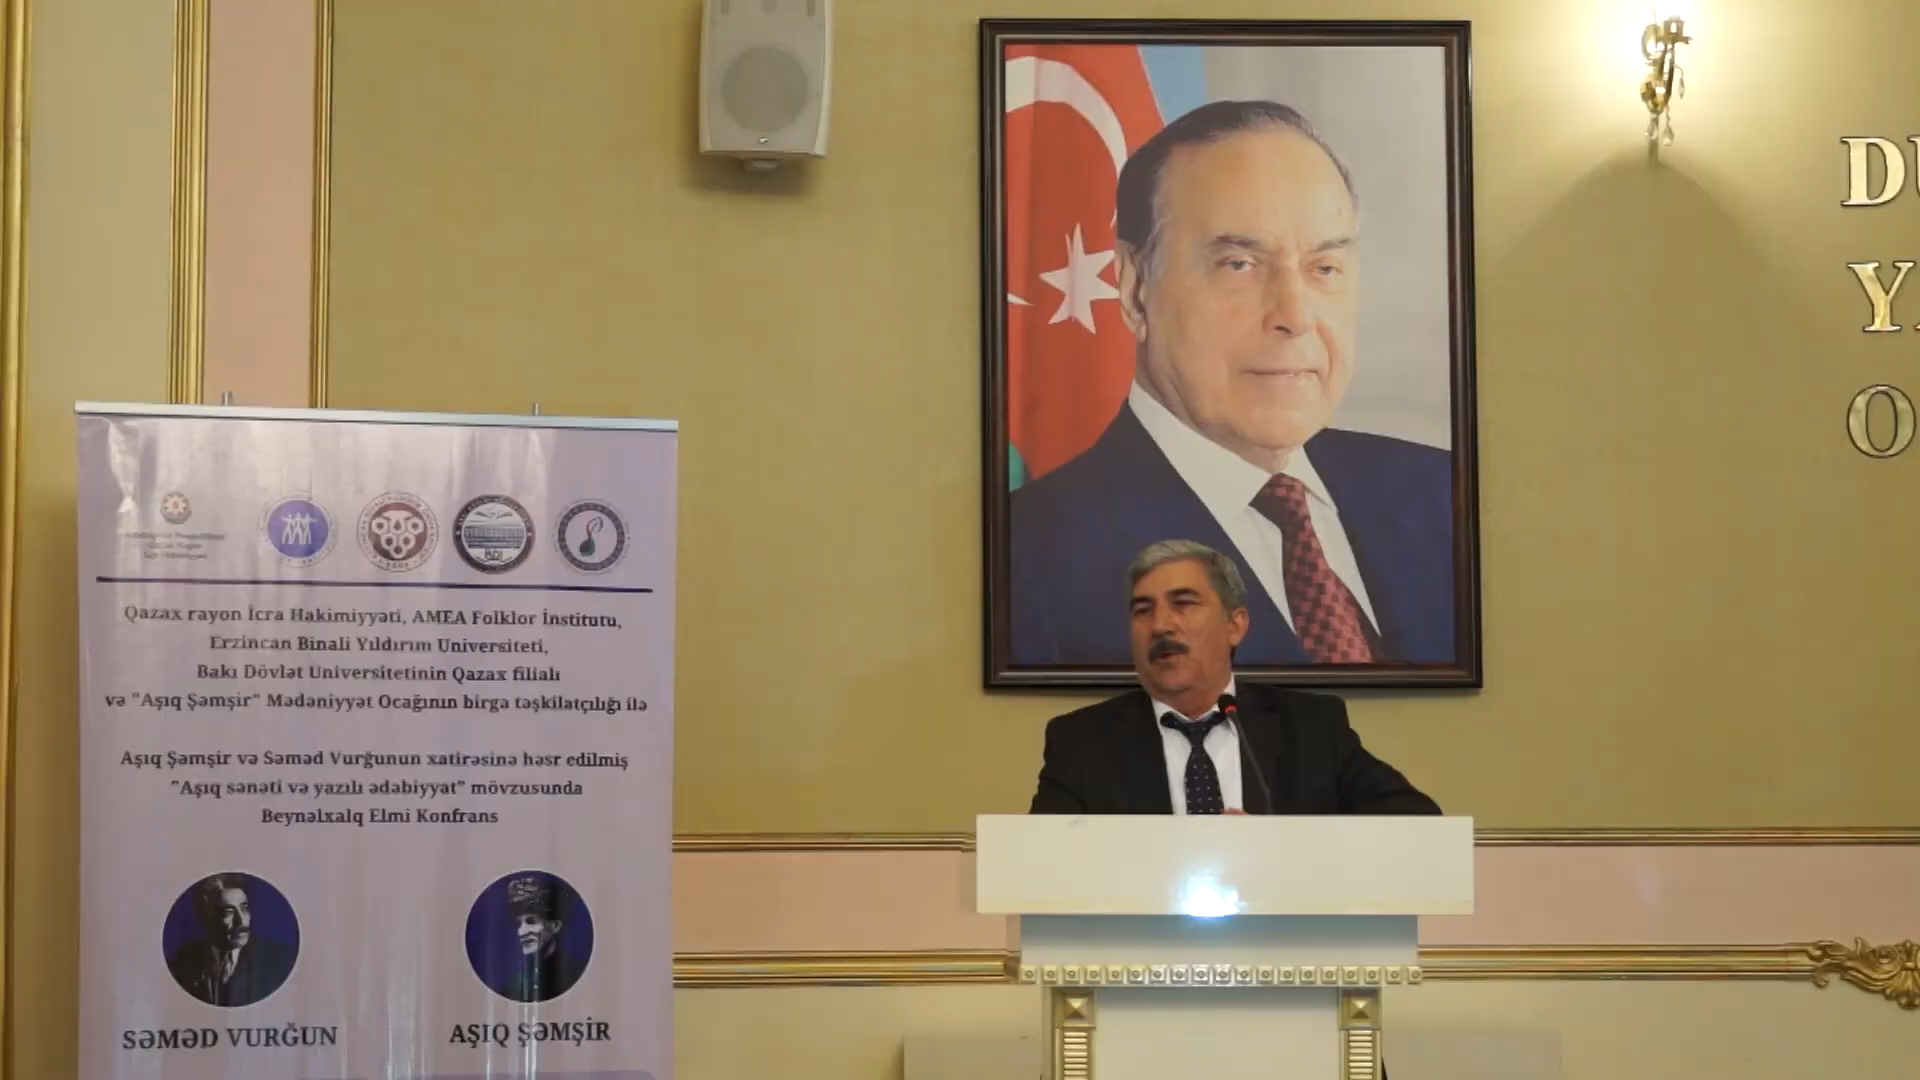 Qazax rayon İcra Hakimiyyəti, AMEA Folklor İnstitutu,
Erzincan Binali Yıldırım Universiteti,
Bakı Dövlət Universitetinin Qazax filialı
və "Aşıq Şəmşir" Mədəniyyət Ocağının birgə təşkilatçılığı ilə
Aşıq Şəmşir və Səməd Vurğunun xatirəsinə həsr edilmiş
"Aşıq sənəti və yazılı ədəbiyyat" mövzusunda
Beynəlxalq Elmi Konfrans
SƏMƏD VURĞUN
AŞIQ ŞƏMŞİR